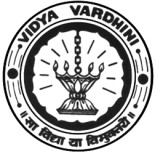 VIDYA VARDHINI
॥ सा विद्या या विमुक्तये ॥